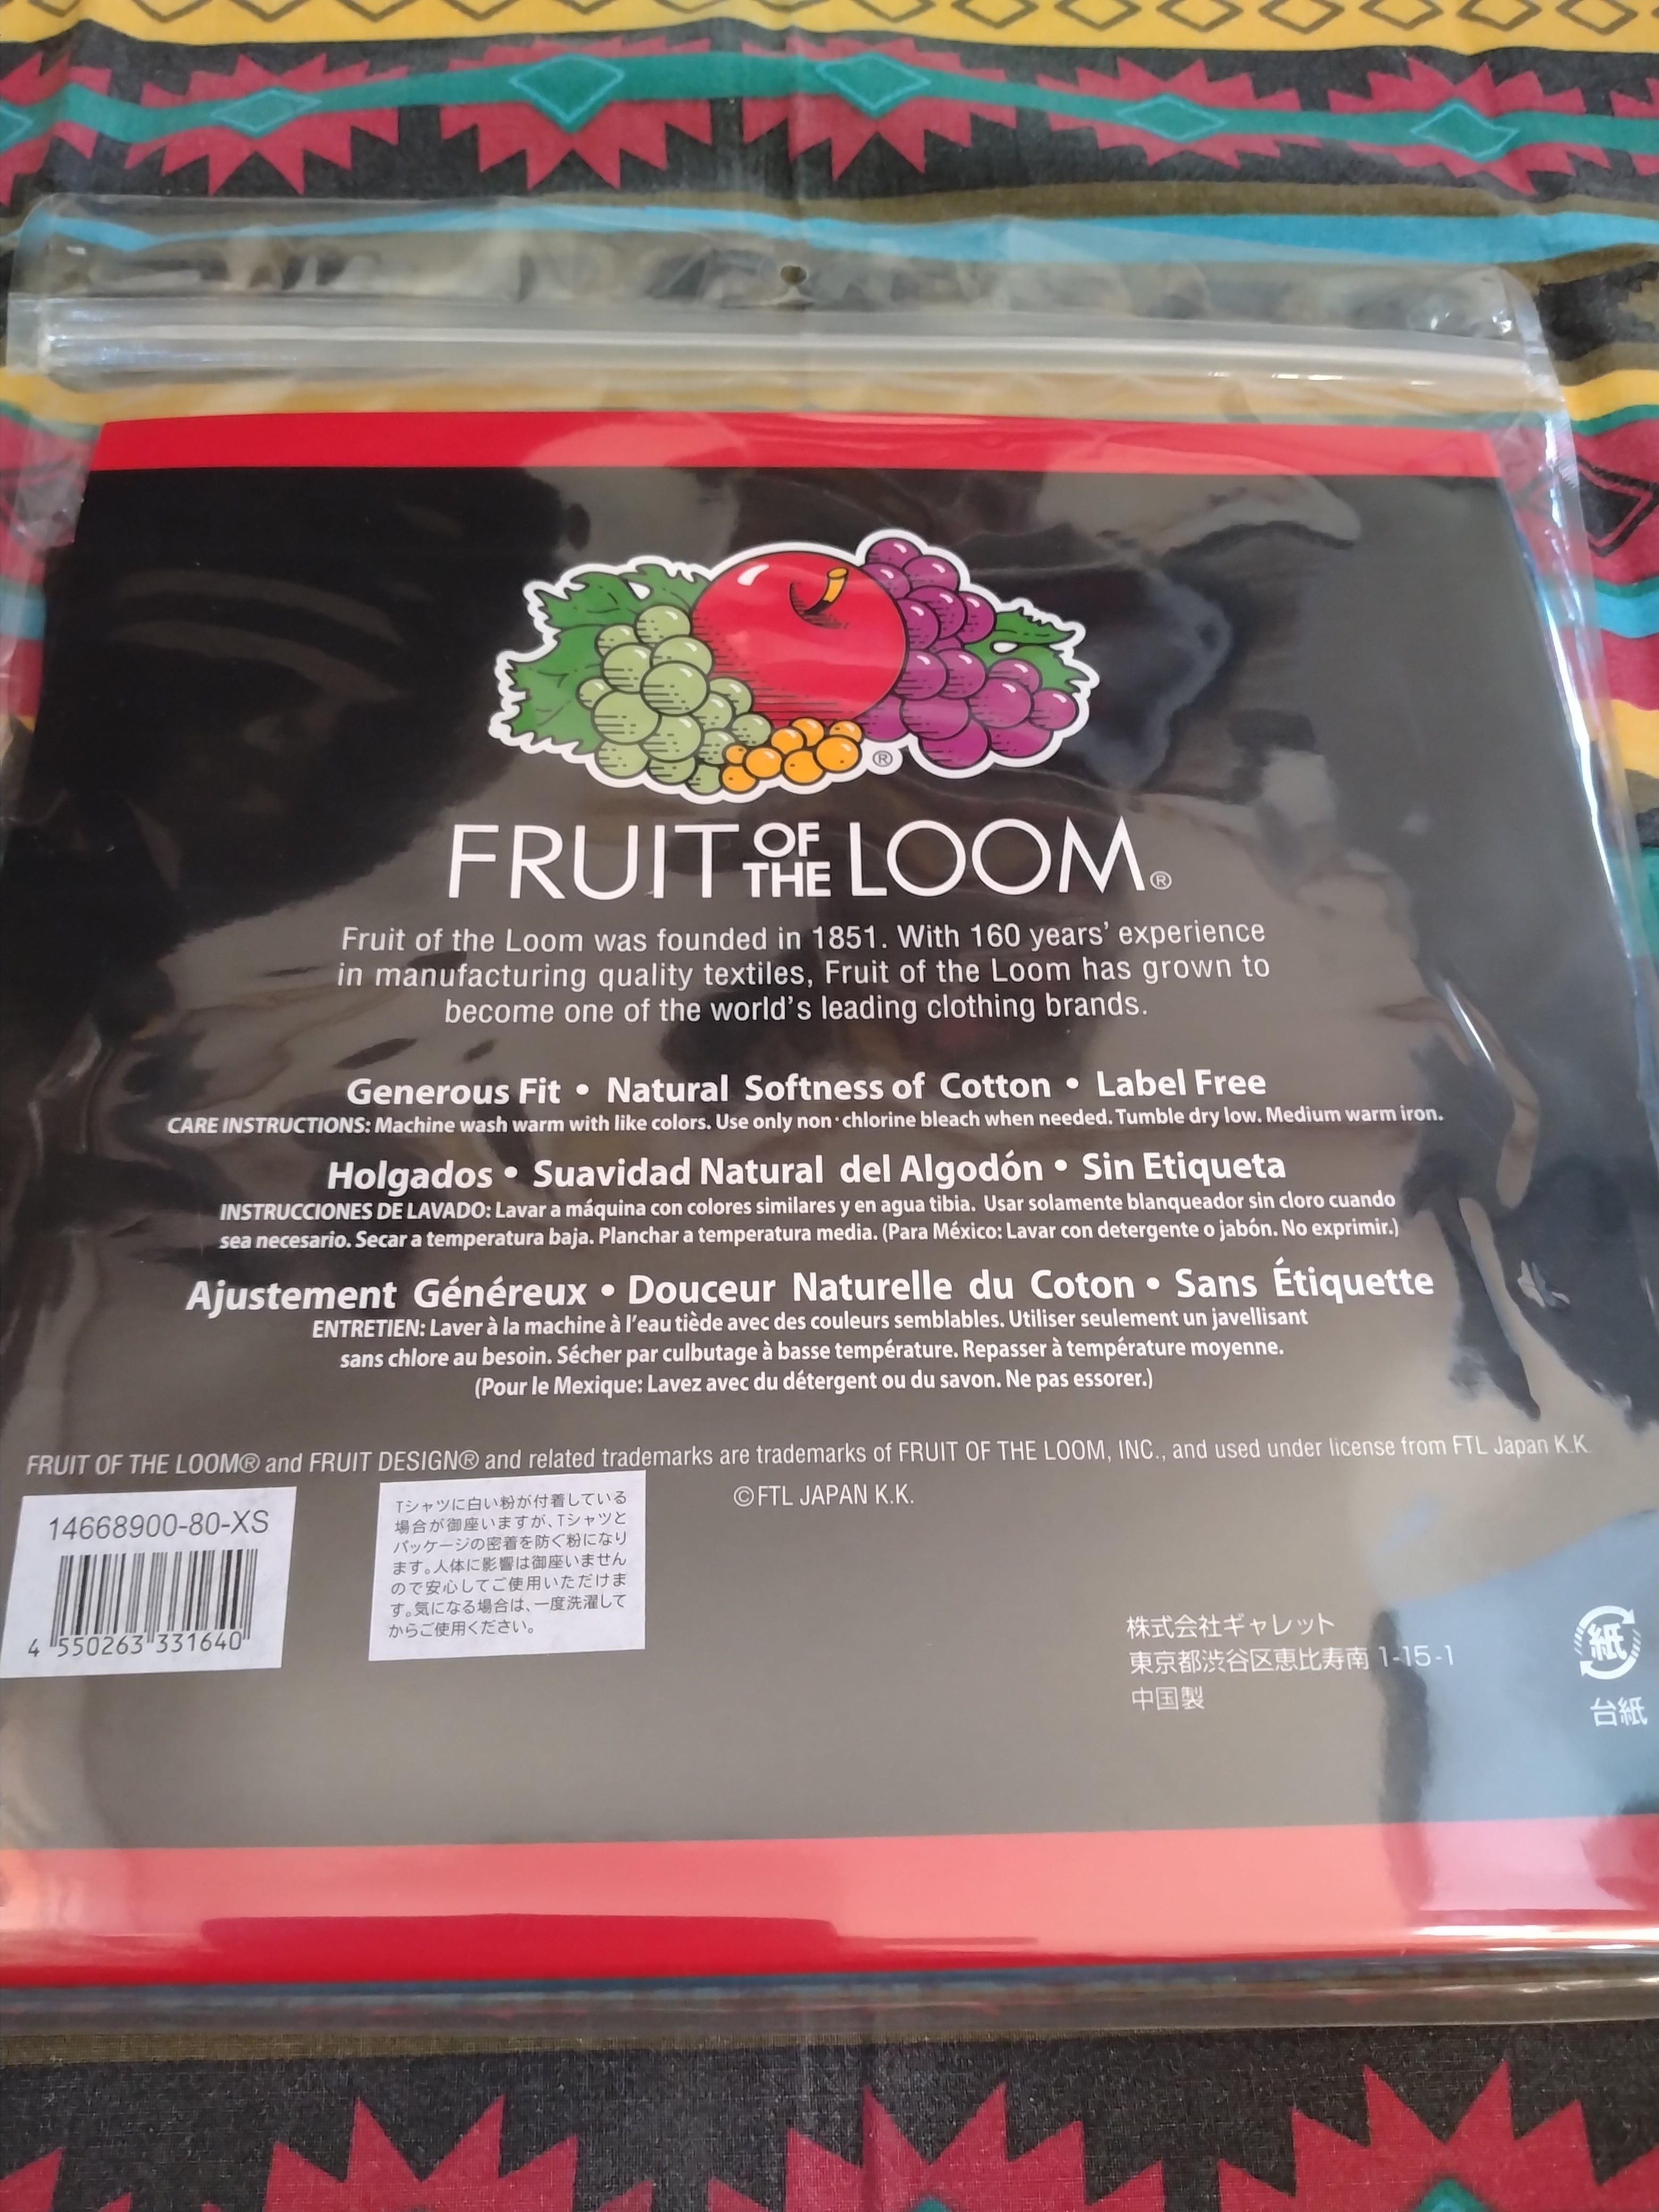 ®
FRUIT OF THE LOOM®
Fruit of the Loom was founded in 1851. With 160 years’ experience
in manufacturing quality textiles, Fruit of the Loom has grown to
become one of the world’s leading clothing brands.
Generous Fit • Natural Softness of Cotton • Label Free
CARE INSTRUCTIONS: Machine wash warm with like colors. Use only non·chlorine bleach when needed. Tumble dry low. Medium warm iron.
Holgados • Suavidad Natural del Algodón • Sin Etiqueta
INSTRUCCIONES DE LAVADO: Lavar a máquina con colores similares y en agua tibia. Usar solamente blanqueador sin cloro cuando
sea necesario. Secar a temperatura baja. Planchar a temperatura media. (Para México: Lavar con detergente o jabón. No exprimir.)
Ajustement Généreux • Douceur Naturelle du Coton • Sans Étiquette
ENTRETIEN: Laver à la machine à l’eau tiède avec des couleurs semblables. Utiliser seulement un javellisant
sans chlore au besoin. Sécher par culbutage à basse température. Repasser à température moyenne.
(Pour le Mexique: Lavez avec du détergent ou du savon. Ne pas essorer.)
FRUIT OF THE LOOM® and FRUIT DESIGN® and related trademarks are trademarks of FRUIT OF THE LOOM, INC., and used under license from FTL Japan K.K.
©FTL JAPAN K.K.
14668900-80-XS
4 550263 331640
Tシャツに白い粉が付着している
場合が御座いますが、Tシャツと
パッケージの密着を防ぐ粉になり
ます。人体に影響は御座いません
ので安心してご使用いただけま
す。気になる場合は、一度洗濯して
からご使用ください。
株式会社ギャレット
東京都渋谷区恵比寿南 1-15-1
中国製
紙
台紙